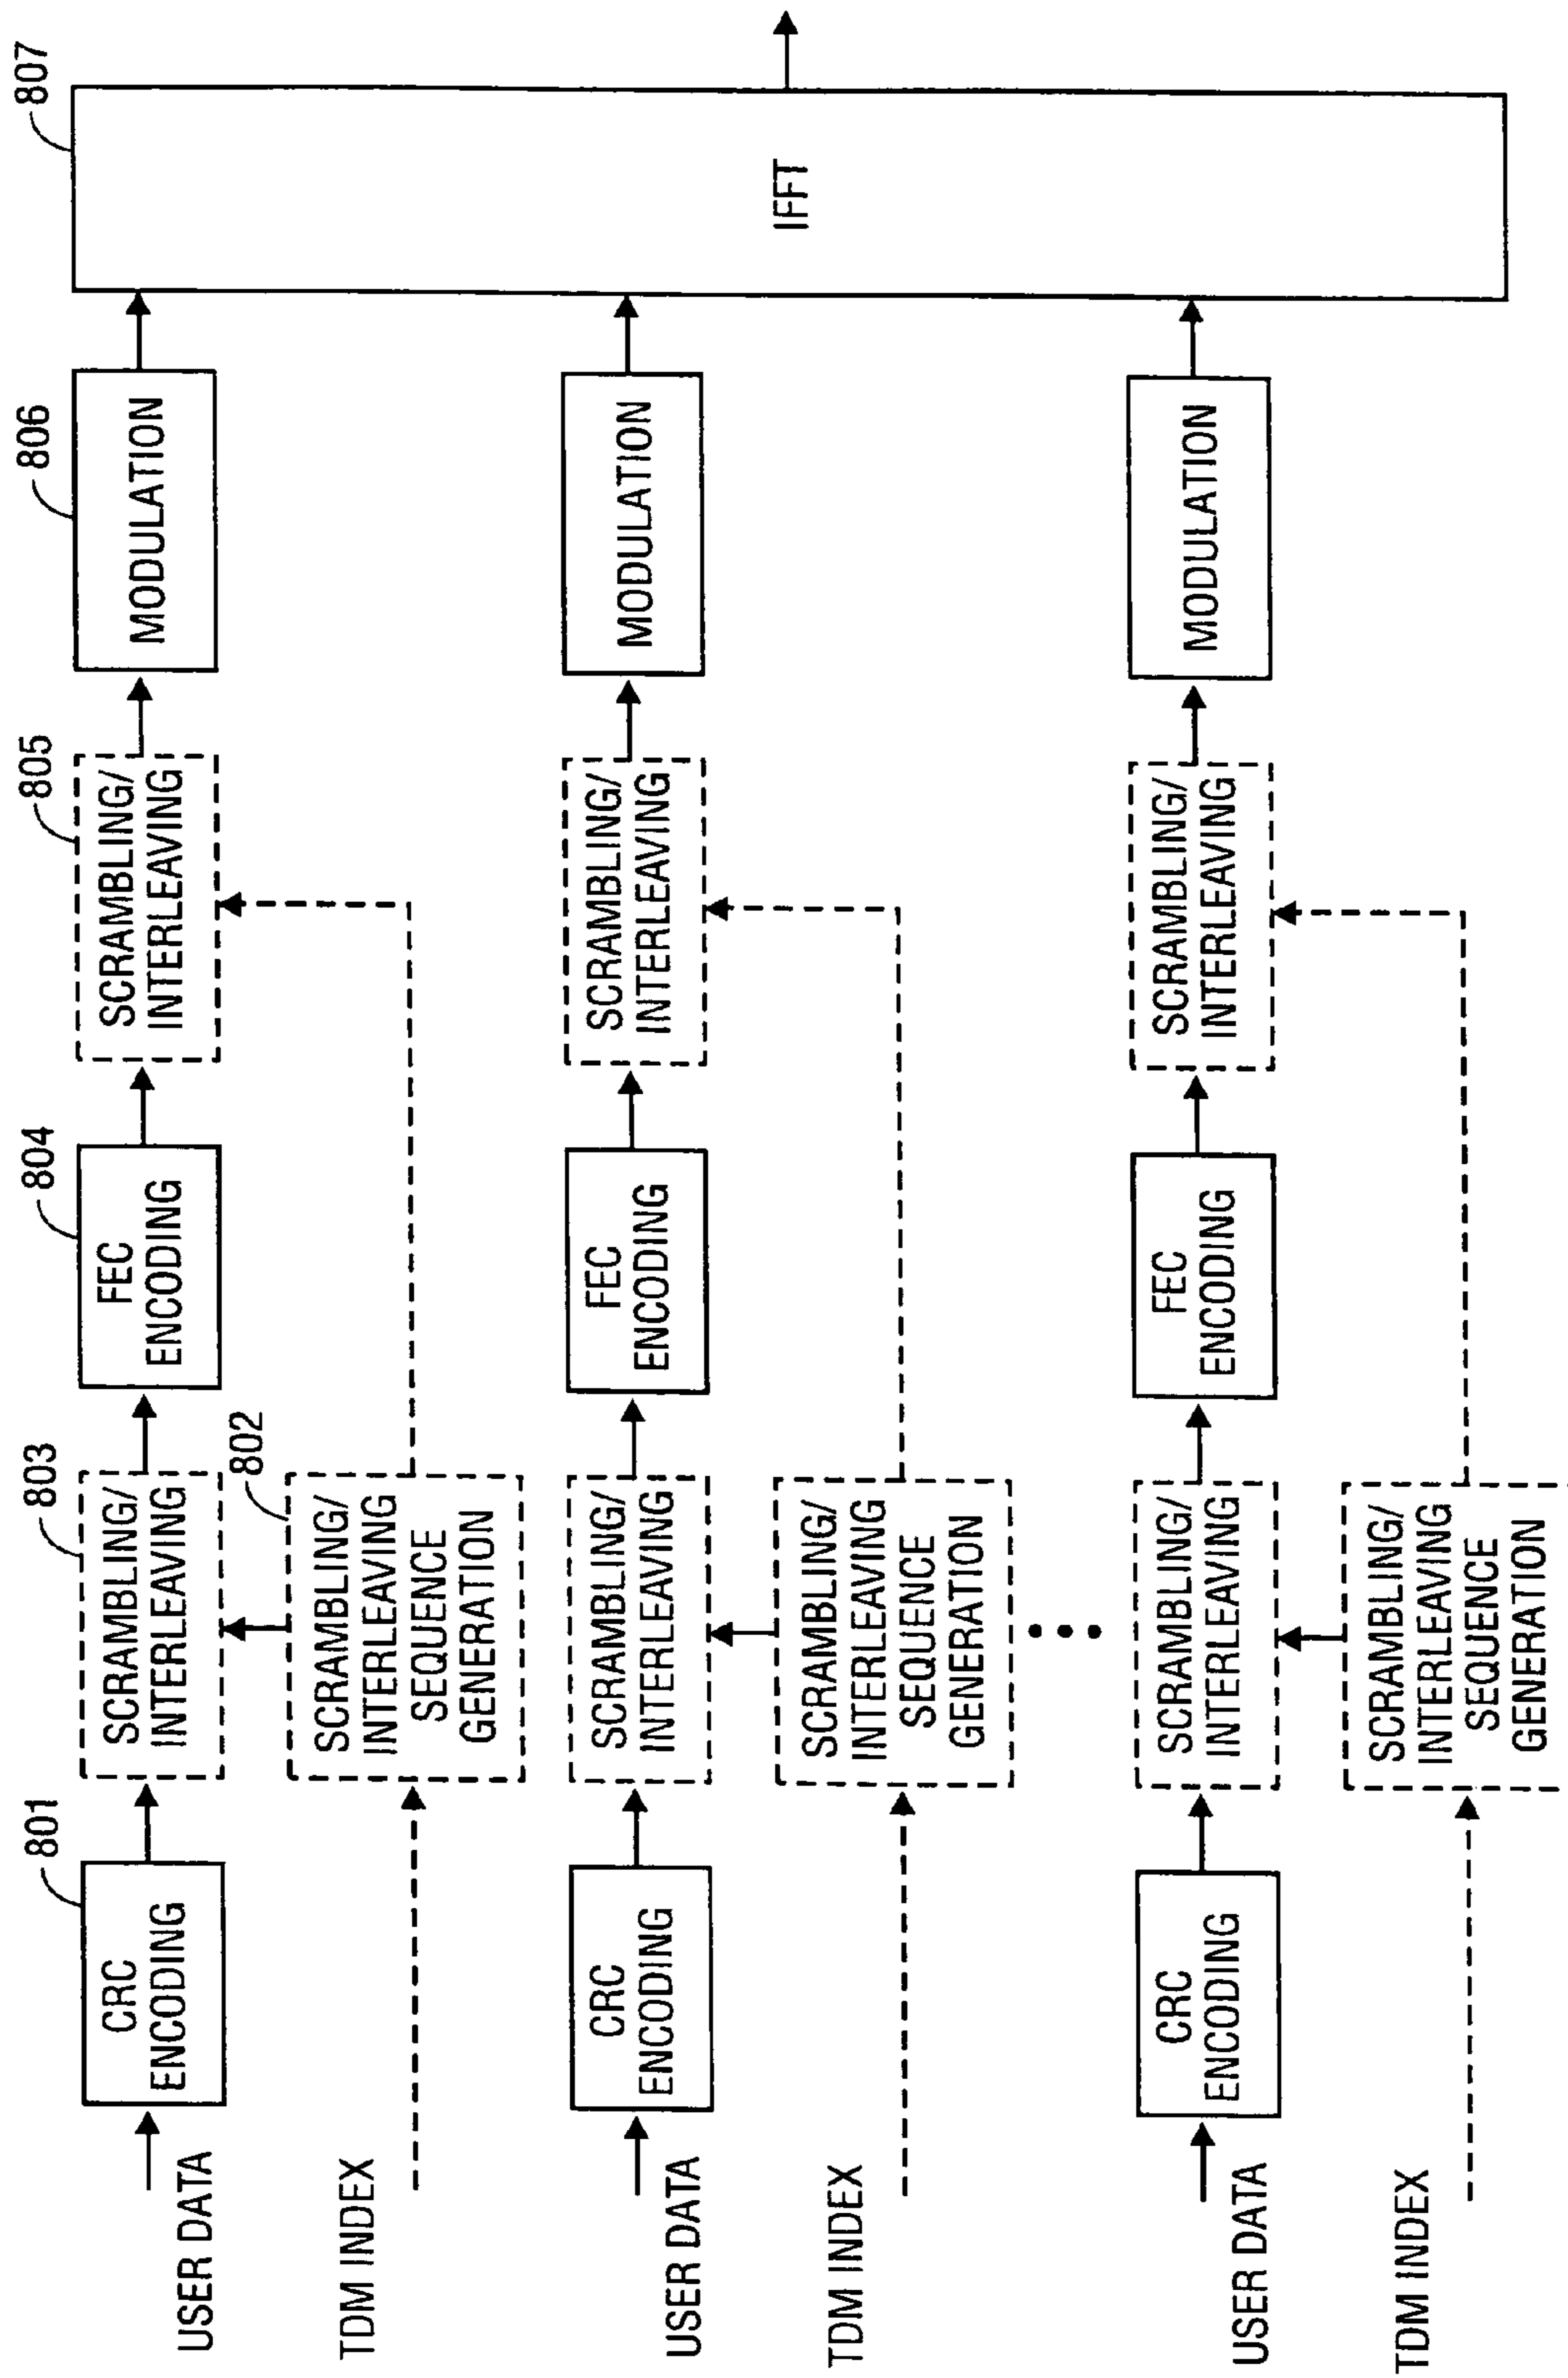 801
803
804
805
806
807
USER DATA
CRC
ENCODING
SCRAMBLING/
INTERLEAVING
FEC
ENCODING
SCRAMBLING/
INTERLEAVING
MODULATION
802
TDM INDEX
SCRAMBLING/
INTERLEAVING
SEQUENCE
GENERATION
USER DATA
CRC
ENCODING
SCRAMBLING/
INTERLEAVING
FEC
ENCODING
SCRAMBLING/
INTERLEAVING
MODULATION
IFFT
TDM INDEX
SCRAMBLING/
INTERLEAVING
SEQUENCE
GENERATION
USER DATA
CRC
ENCODING
SCRAMBLING/
INTERLEAVING
FEC
ENCODING
SCRAMBLING/
INTERLEAVING
MODULATION
TDM INDEX
SCRAMBLING/
INTERLEAVING
SEQUENCE
GENERATION